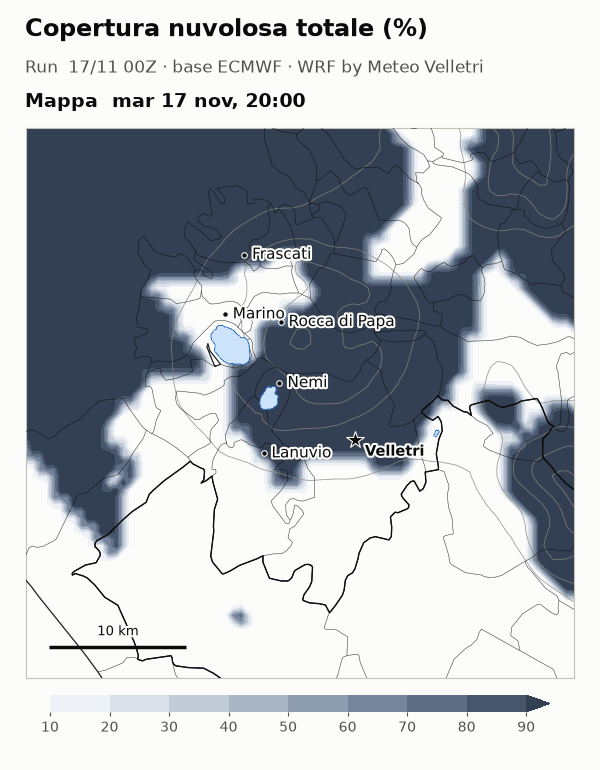 Copertura nuvolosa totale (%)
Run 17/11 00Z · base ECMWF · WRF by Meteo Velletri
Mappa mar 17 nov, 20:00
Frascati
Marino
Rocca di Papa
Nemi
Velletri
Lanuvio
10 km
10 20 30 40 50 60 70 80 90